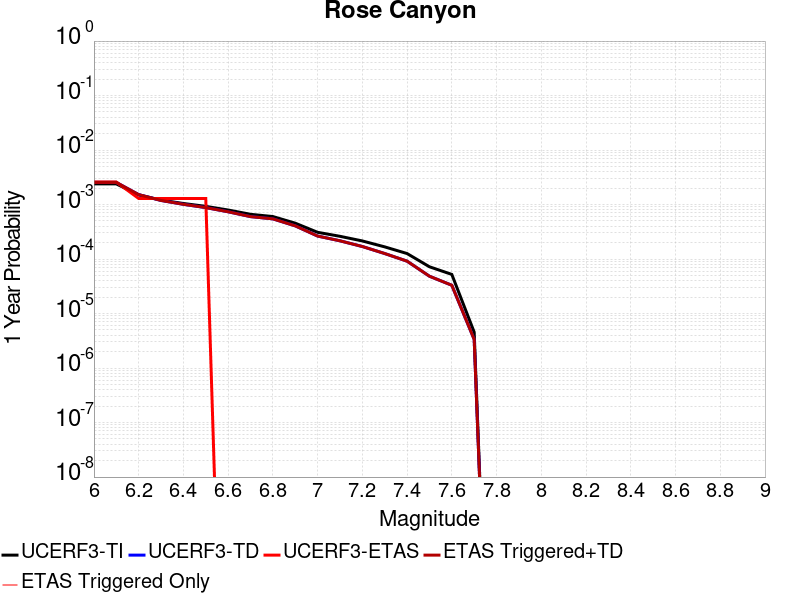 Rose Canyon
10^0
10^-1
10^-2
10^-3
10^-4
10^-5
10^-6
10^-7
10^-8
1 Year Probability
6 6.2 6.4 6.6 6.8 7 7.2 7.4 7.6 7.8 8 8.2 8.4 8.6 8.8 9
Magnitude
UCERF3-TI UCERF3-TD UCERF3-ETAS ETAS Triggered+TD
ETAS Triggered Only